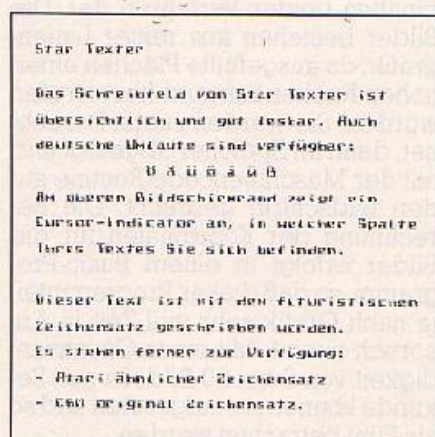 Star Texter
Das Schreibfeld von Star Texter ist
übersichtlich und gut lesbar. Auch
deutsche Umlaute sind verfügbar:
Am oberen Bildschirmrand zeigt ein
Cursor-Indicator an, in welcher Spalte
Ihres Textes Sie sich befinden.
Dieser Text ist mit dem futuristischen
Zeichensatz geschrieben worden.
Es stehen ferner zur Verfügung:
- Atari ähnlicher Zeichensatz
- C60 Original Zeichensatz.